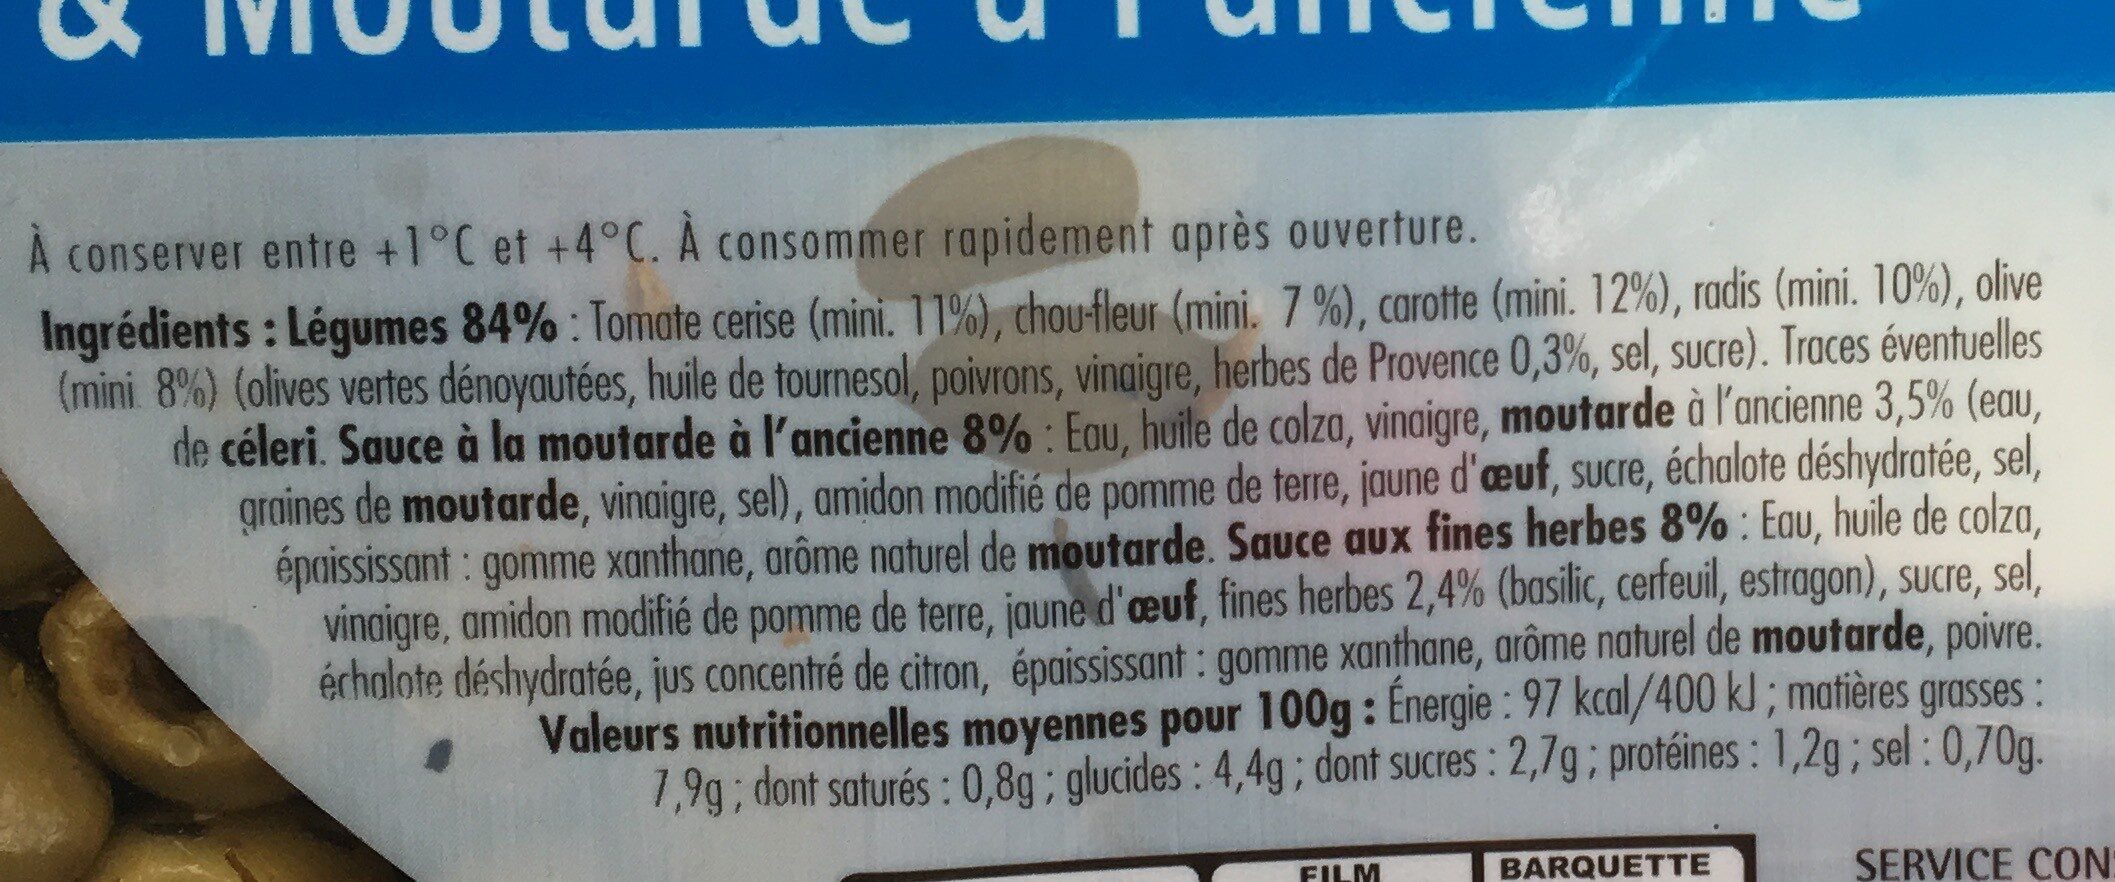 & Moutarde à l'ancienne
À conserver entre +1°C et +4°C. À consommer rapidement après ouverture.
Ingrédients : Légumes 84% : Tomate cerise (mini. 11%), chou-fleur (mini. 7 %), carotte (mini. 12%), radis (mini. 10%), olive
(mini 8%) (olives vertes dénoyautées, huile de tournesol, poivrons, vinaigre, herbes de Provence 0,3%, sel, sucre). Traces éventuelles
de céleri. Sauce à la moutarde à l'ancienne 8% : Eau, huile de colza, vinaigre, moutarde à l'ancienne 3,5% (eau,
graines de moutarde, vinaigre, sel), amidon modifié de pomme de terre, jaune d'œuf, sucre, échalote déshydratée, sel,
épaississant : gomme xanthane, arôme naturel de moutarde. Sauce aux fines herbes 8% : Eau, huile de colza,
vinaigre, amidon modifié de pomme de terre, jaune d'œuf, fines herbes 2,4% (basilic, cerfeuil, estragon), sucre, sel,
échalote déshydratée, jus concentré de citron, épaississant : gomme xanthane, arôme naturel de moutarde, poivre.
Valeurs nutritionnelles moyennes pour 100g : Énergie : 97 kcal/400 kJ ; matières grasses :
7,9g ; dont saturés : 0,8g ; glucides : 4,4g ; dont sucres : 2,7g ; protéines : 1,2g ; sel : 0,70g.
FILM BARQUETTE SERVICE CON